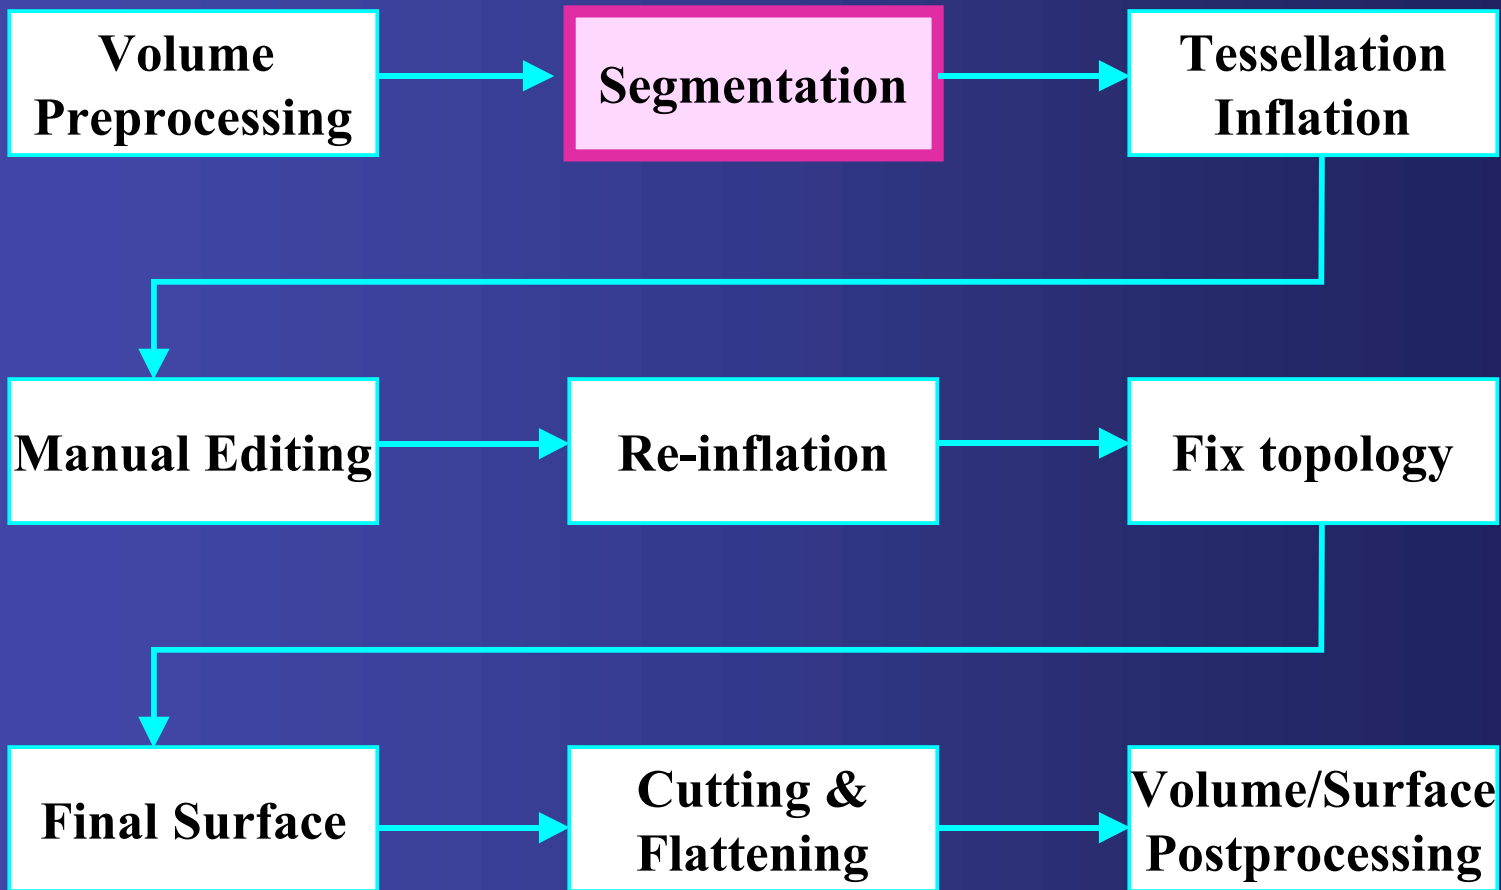 Volume
Preprocessing
Segmentation
Tessellation
Inflation
Manual Editing
Re-inflation
Fix topology
Final Surface
Cutting &
Flattening
Volume/Surface
Postprocessing